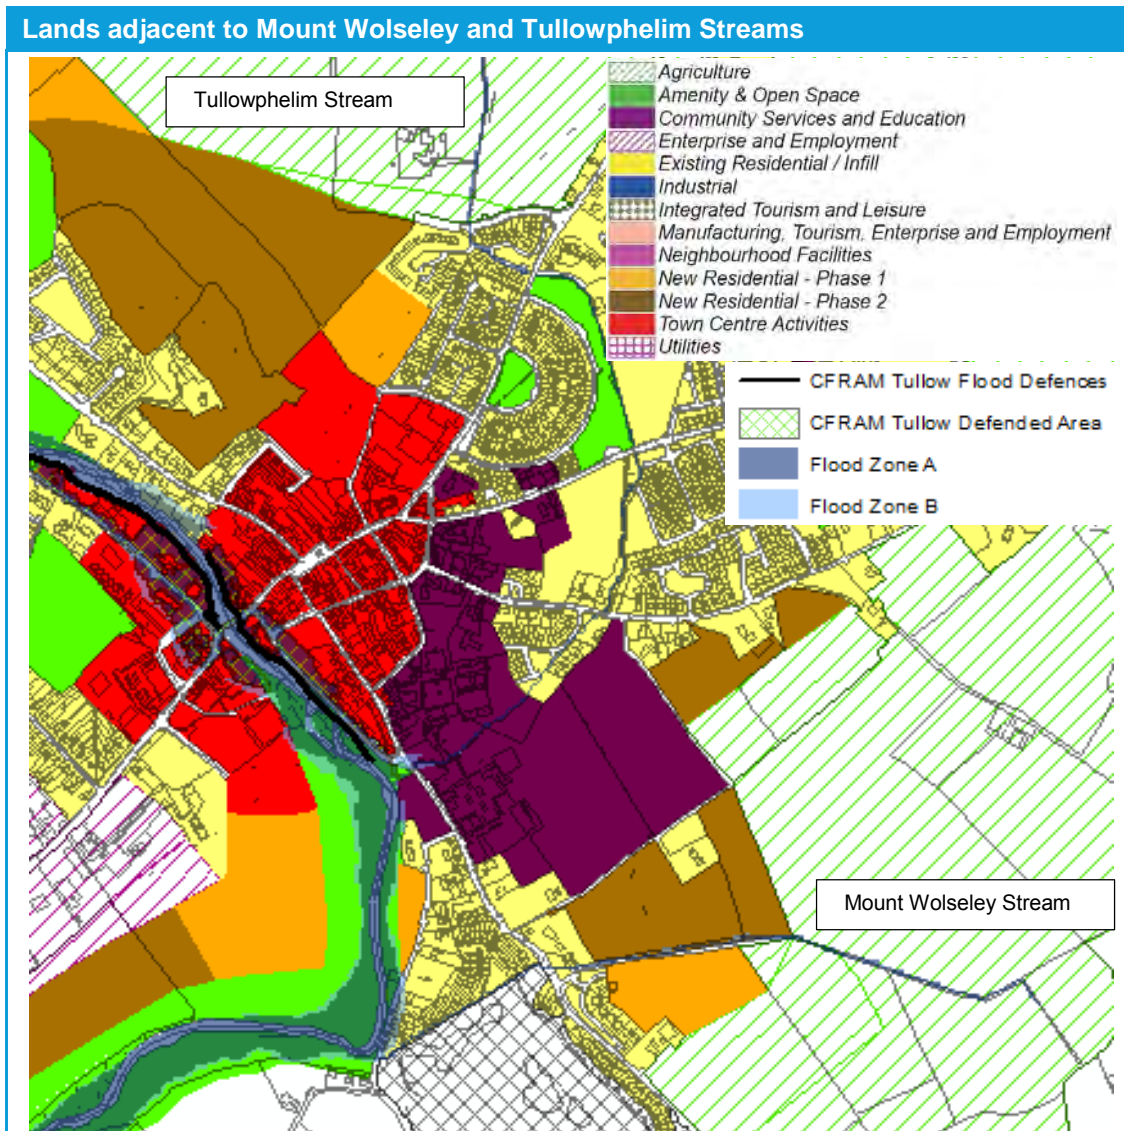 Lands adjacent to Mount Wolseley and Tullowphelim Streams
Tullowphelim Stream
Agriculture
Amenity & Open Space
Community Services and Education
Enterprise and Employment
Existing Residential / Infill
Industrial
Integrated Tourism and Leisure
Manufacturing, Tourism, Enterprise and Employment
Neighbourhood Facilities
New Residential - Phase 1
New Residential - Phase 2
Town Centre Activities
Utilities
CFRAM Tullow Flood Defences
CFRAM Tullow Defended Area
Flood Zone A
Flood Zone B
Mount Wolseley Stream